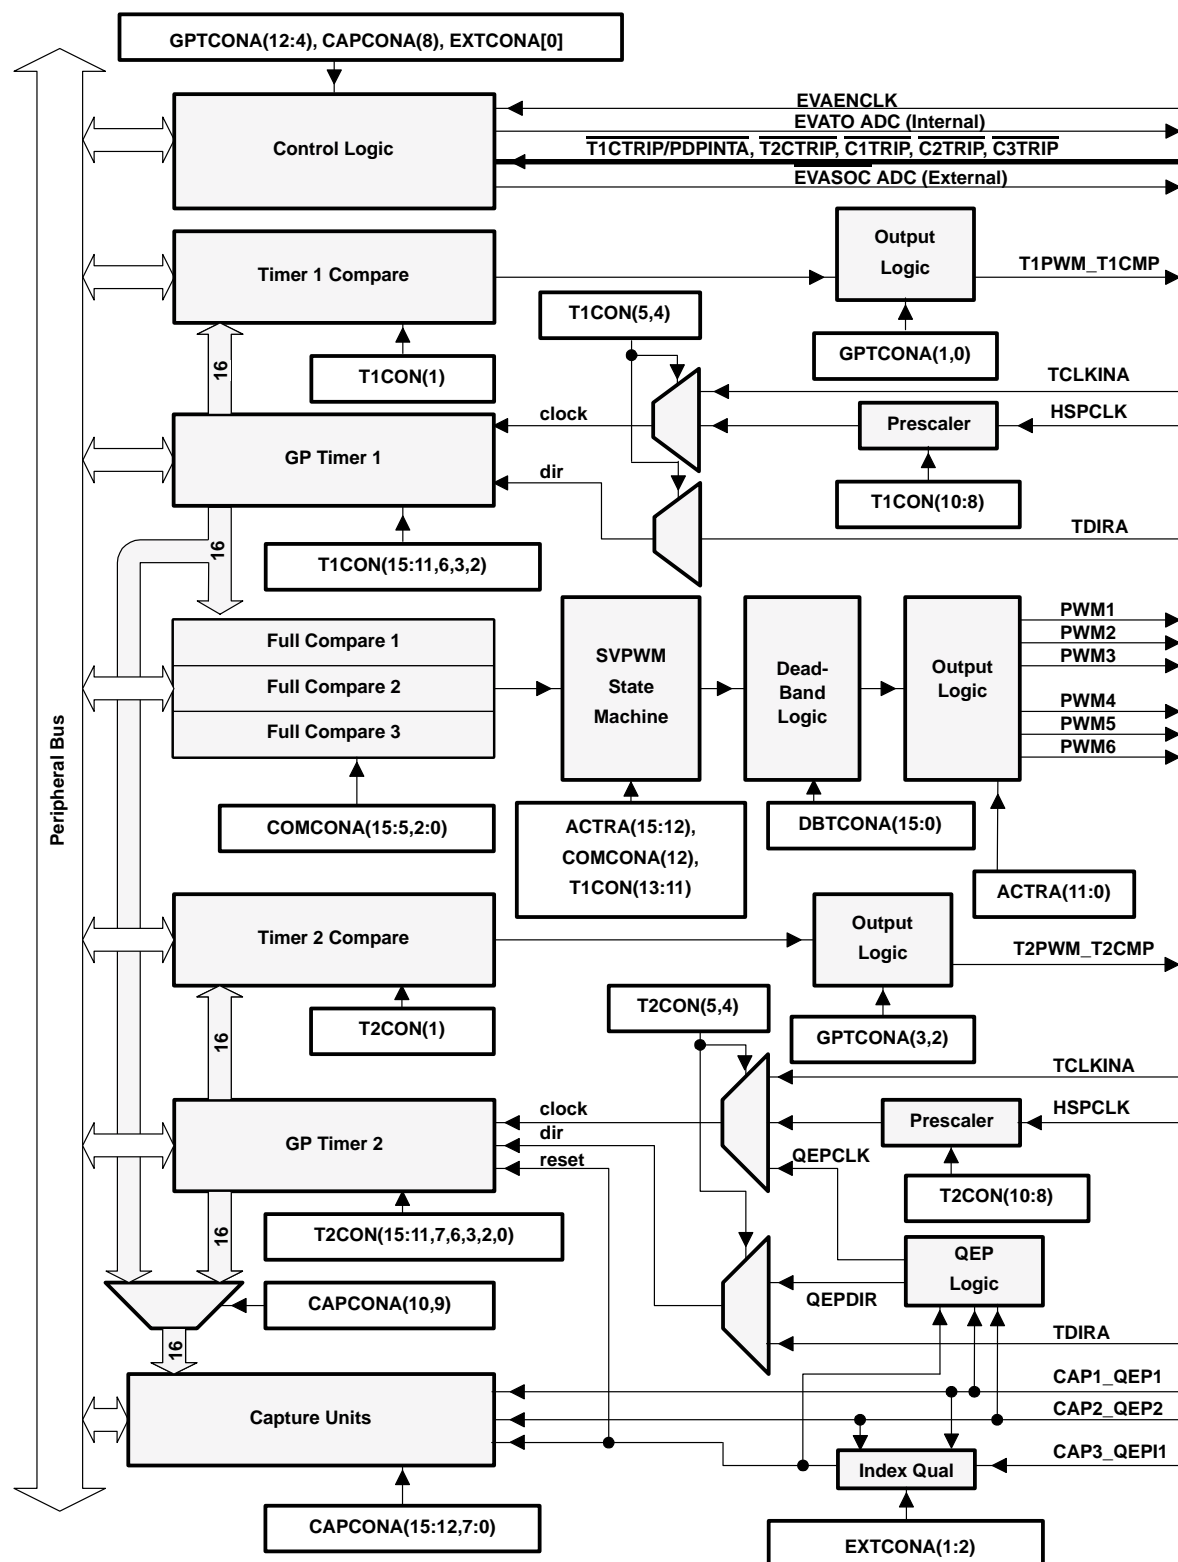 GPTCONA(12:4), CAPCONA(8), EXTCONA[0]
Control Logic
EVAENCLK
EVATO ADC (Internal)
T1CTRIP/PDPINTA, T2CTRIP, C1TRIP, C2TRIP, C3TRIP
EVASOC ADC (External)
Timer 1 Compare
Output
Logic
T1PWM_T1CMP
T1CON(5,4)
GPTCONA(1,0)
16
T1CON(1)
TCLKINA
clock
Prescaler
HSPCLK
GP Timer 1
dir
T1CON(10:8)
TDIRA
16
T1CON(15:11,6,3,2)
Full Compare 1
Full Compare 2
Full Compare 3
SVPWM
State
Machine
Dead-
Band
Logic
Output
Logic
PWM1
PWM2
PWM3
PWM4
PWM5
PWM6
Peripheral Bus
COMCONA(15:5,2:0)
ACTRA(15:12),
COMCONA(12),
T1CON(13:11)
DBTCONA(15:0)
ACTRA(11:0)
Timer 2 Compare
Output
Logic
T2PWM_T2CMP
T2CON(5,4)
GPTCONA(3,2)
16
T2CON(1)
TCLKINA
clock
Prescaler
HSPCLK
GP Timer 2
dir
reset
QEPCLK
T2CON(10:8)
16
T2CON(15:11,7,6,3,2,0)
QEP
Logic
CAPCONA(10,9)
QEPDIR
TDIRA
16
Capture Units
CAP1_QEP1
CAP2_QEP2
Index Qual
CAP3_QEPI1
CAPCONA(15:12,7:0)
EXTCONA(1:2)